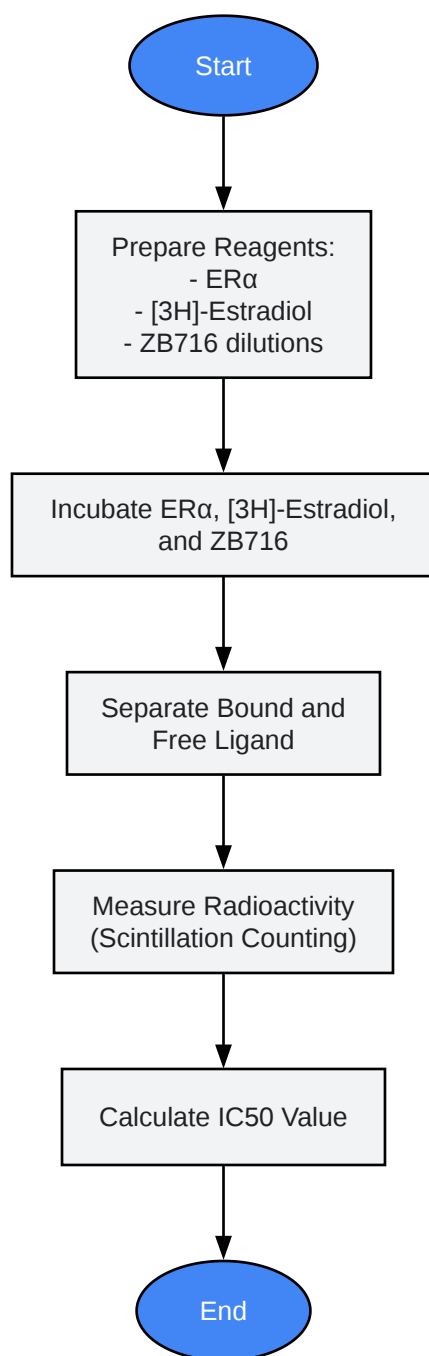 Start
Prepare Reagents:
- ERα
- [3H]-Estradiol
- ZB716 dilutions
Incubate ERα, [3H]-Estradiol,
and ZB716
Separate Bound and
Free Ligand
Measure Radioactivity
(Scintillation Counting)
Calculate IC50 Value
End